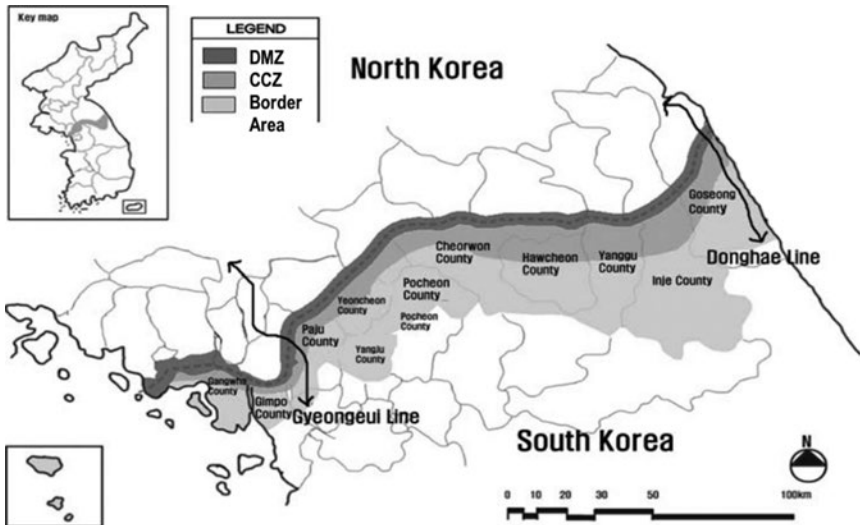 Key map
LEGEND
DMZ
CCZ
Border
Area
North Korea
Goseong
County
Donghae Line
Cheorwon
County
Hawcheon
County
Yanggu
County
Inje County
Pocheon
County
Yeoncheon
County
Pocheon
County
Paju
County
Yangju
County
Gangwha
County
Gimpo
County
Gyeongeui Line
South Korea
N
0 10 20 30 50 100km